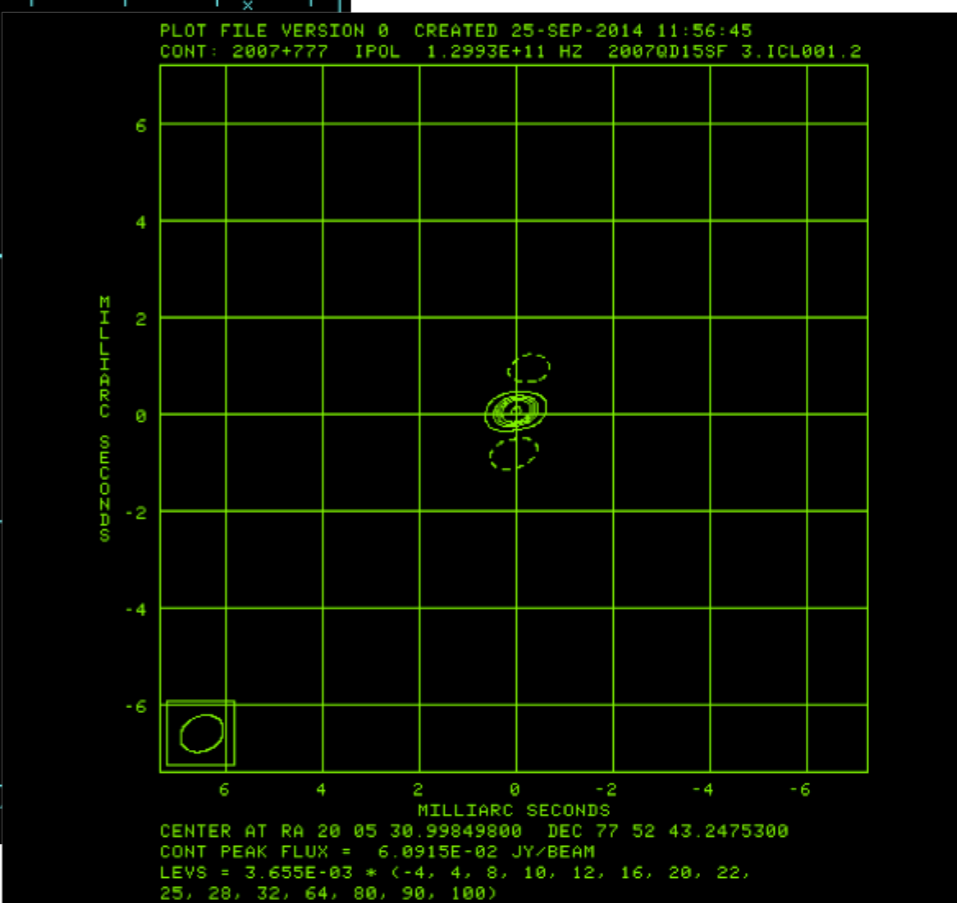 PLOT FILE VERSION 0 CREATED 25-SEP-2014 11:56:45
CONT: 2007+777 IPOL 1.2993E+11 HZ 2007QD15SF 3.ICL001.2
6
4
2
0
-2
-4
-6
MILLIARC SECONDS
6 4 2 0 -2 -4 -6
MILLIARC SECONDS
CENTER AT RA 20 05 30.99849800 DEC 77 52 43.2475300
CONT PEAK FLUX = 6.0915E-02 JY/BEAM
LEVS = 3.655E-03 * (-4, 4, 8, 10, 12, 16, 20, 22,
25, 28, 32, 64, 80, 90, 100)